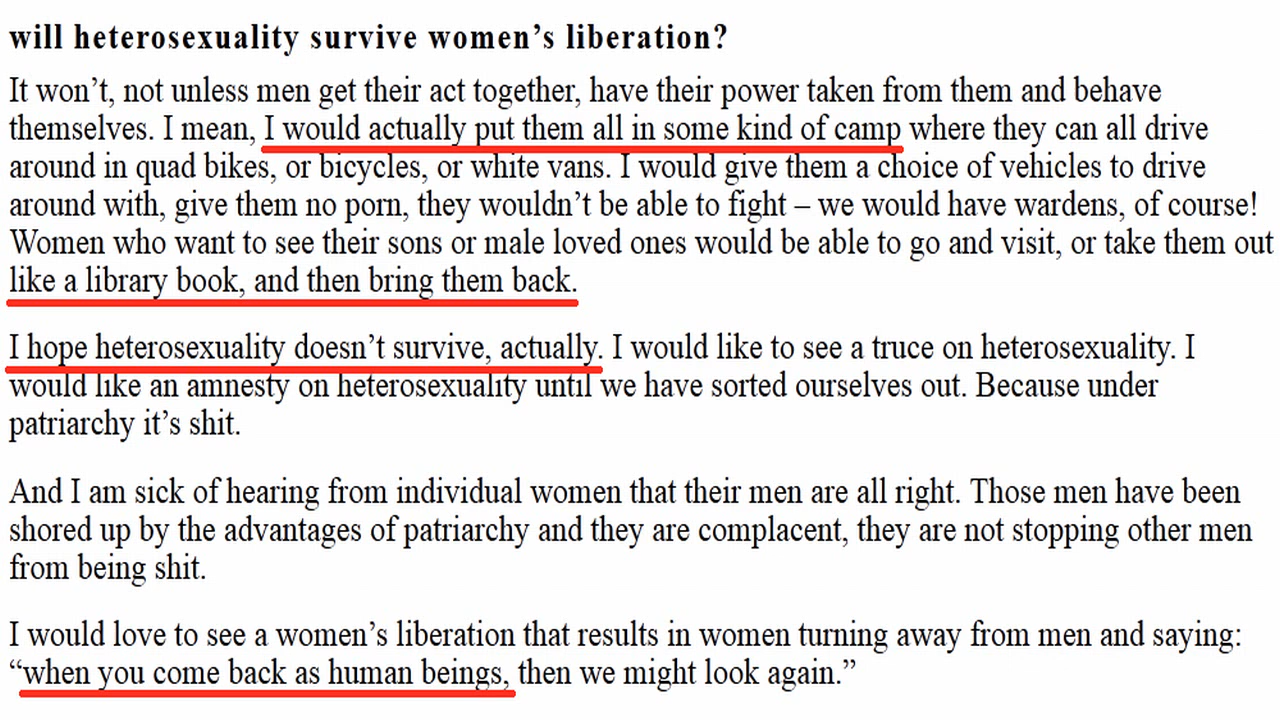 will heterosexuality survive women’s liberation?
It won’t, not unless men get their act together, have their power taken from them and behave
themselves. I mean, I would actually put them all in some kind of camp where they can all drive
around in quad bikes, or bicycles, or white vans. I would give them a choice of vehicles to drive
around with, give them no porn, they wouldn’t be able to fight – we would have wardens, of course!
Women who want to see their sons or male loved ones would be able to go and visit, or take them out
like a library book, and then bring them back.
I hope heterosexuality doesn’t survive, actually. I would like to see a truce on heterosexuality. I
would like an amnesty on heterosexuality until we have sorted ourselves out. Because under
patriarchy it’s shit.
And I am sick of hearing from individual women that their men are all right. Those men have been
shored up by the advantages of patriarchy and they are complacent, they are not stopping other men
from being shit.
I would love to see a women’s liberation that results in women turning away from men and saying:
“when you come back as human beings, then we might look again.”